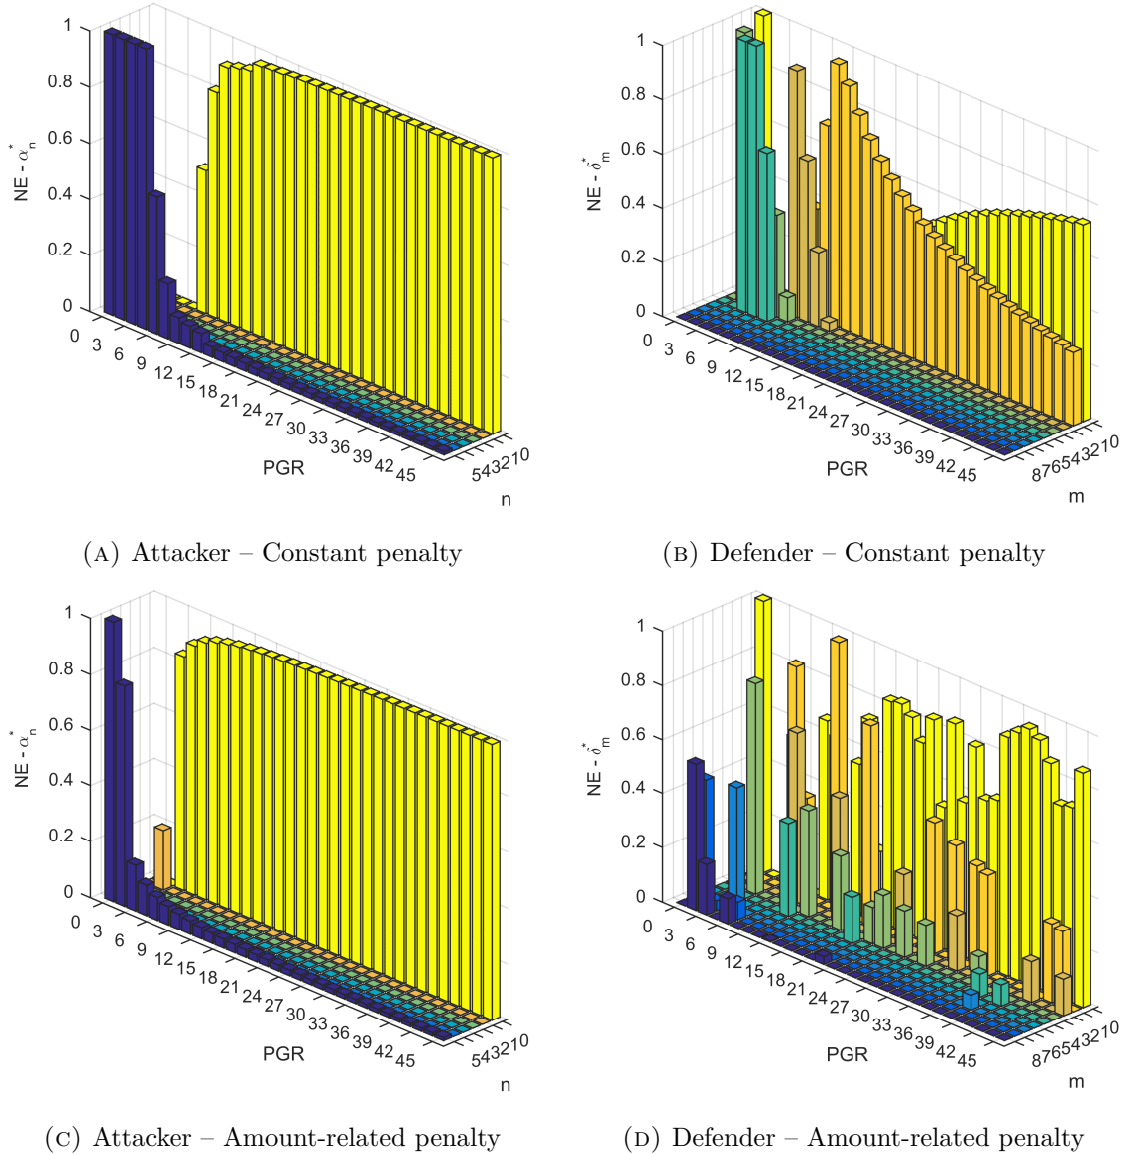 1
0.8
0.6
0.4
0.2
0
NE - α*n
0 3 6 9 12 15 18 21 24 27 30 33 36 39 42 45
PGR
543210
n
(A) Attacker – Constant penalty
1
0.8
0.6
0.4
0.2
0
NE - δ*m
0 3 6 9 12 15 18 21 24 27 30 33 36 39 42 45
PGR
876543210
m
(B) Defender – Constant penalty
1
0.8
0.6
0.4
0.2
0
NE - α*n
0 3 6 9 12 15 18 21 24 27 30 33 36 39 42 45
PGR
543210
n
(C) Attacker – Amount-related penalty
1
0.8
0.6
0.4
0.2
0
NE - δ*m
0 3 6 9 12 15 18 21 24 27 30 33 36 39 42 45
PGR
876543210
m
(D) Defender – Amount-related penalty